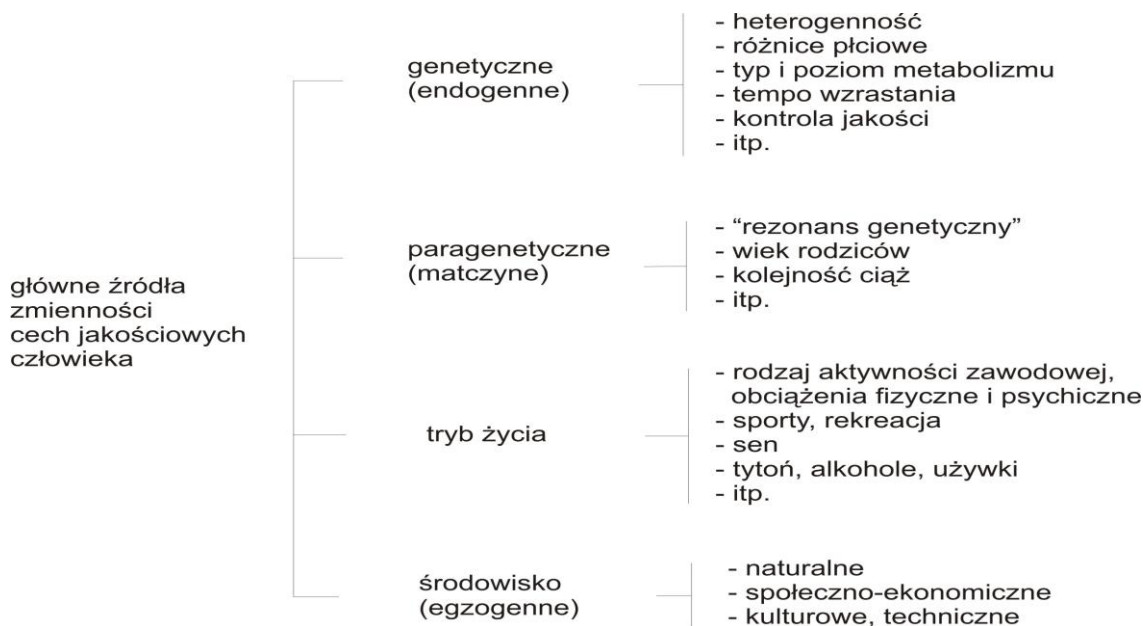 główne źródła
zmienności
cech jakościowych
człowieka
genetyczne
(endogenne)
- heterogenność
- różnice płciowe
- typ i poziom metabolizmu
- tempo wzrastania
- kontrola jakości
- itp.
paragenetyczne
(matczyne)
- “rezonans genetyczny”
- wiek rodziców
- kolejność ciąż
- itp.
tryb życia
- rodzaj aktywności zawodowej,
obciążenia fizyczne i psychiczne
- sporty, rekreacja
- sen
- tytoń, alkohole, używki
- itp.
środowisko
(egzogenne)
- naturalne
- społeczno-ekonomiczne
- kulturowe, techniczne